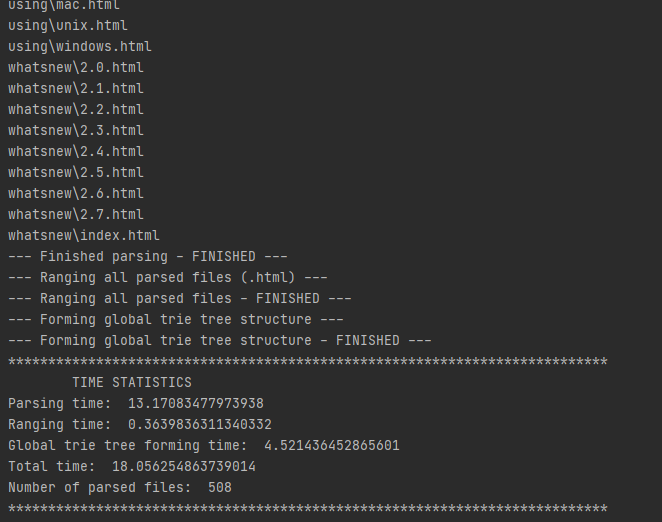 using\mac.html
using\unix.html
using\windows.html
whatsnew\2.0.html
whatsnew\2.1.html
whatsnew\2.2.html
whatsnew\2.3.html
whatsnew\2.4.html
whatsnew\2.5.html
whatsnew\2.6.html
whatsnew\2.7.html
whatsnew\index.html
--- Finished parsing - FINISHED ---
--- Ranging all parsed files (.html) ---
--- Ranging all parsed files - FINISHED ---
--- Forming global trie tree structure ---
--- Forming global trie tree structure - FINISHED ---
***************************************************************************
TIME STATISTICS
Parsing time:  13.17083477973938
Ranging time:  0.3639836311340332
Global trie tree forming time:  4.521436452865601
Total time:  18.056254863739014
Number of parsed files:  508
***************************************************************************